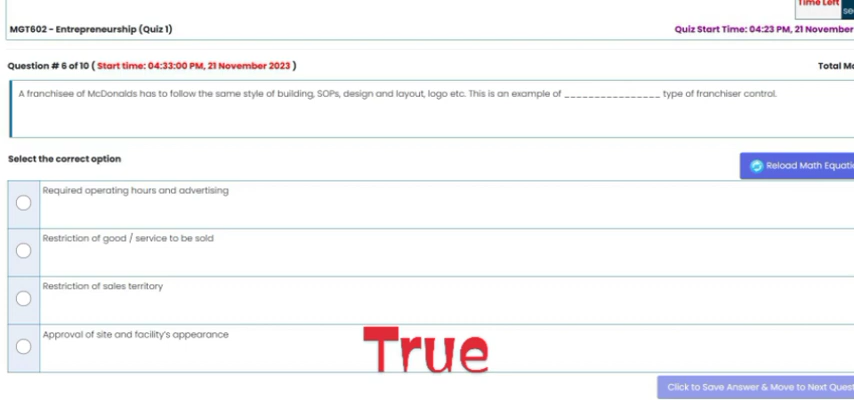 Time Left
MGT602 - Entrepreneurship (Quiz 1)
Quiz Start Time: 04:23 PM, 21 November
Question # 6 of 10 ( Start time: 04:33:00 PM, 21 November 2023 )
Total
A franchisee of McDonalds has to follow the same style of building, SOPs, design and layout, logo etc. This is an example of ________________ type of franchiser control.
Select the correct option
Reload Math
Required operating hours and advertising
Restriction of good / service to be sold
Restriction of sales territory
Approval of site and facility's appearance
True
Click to Save Answer & Move to Next